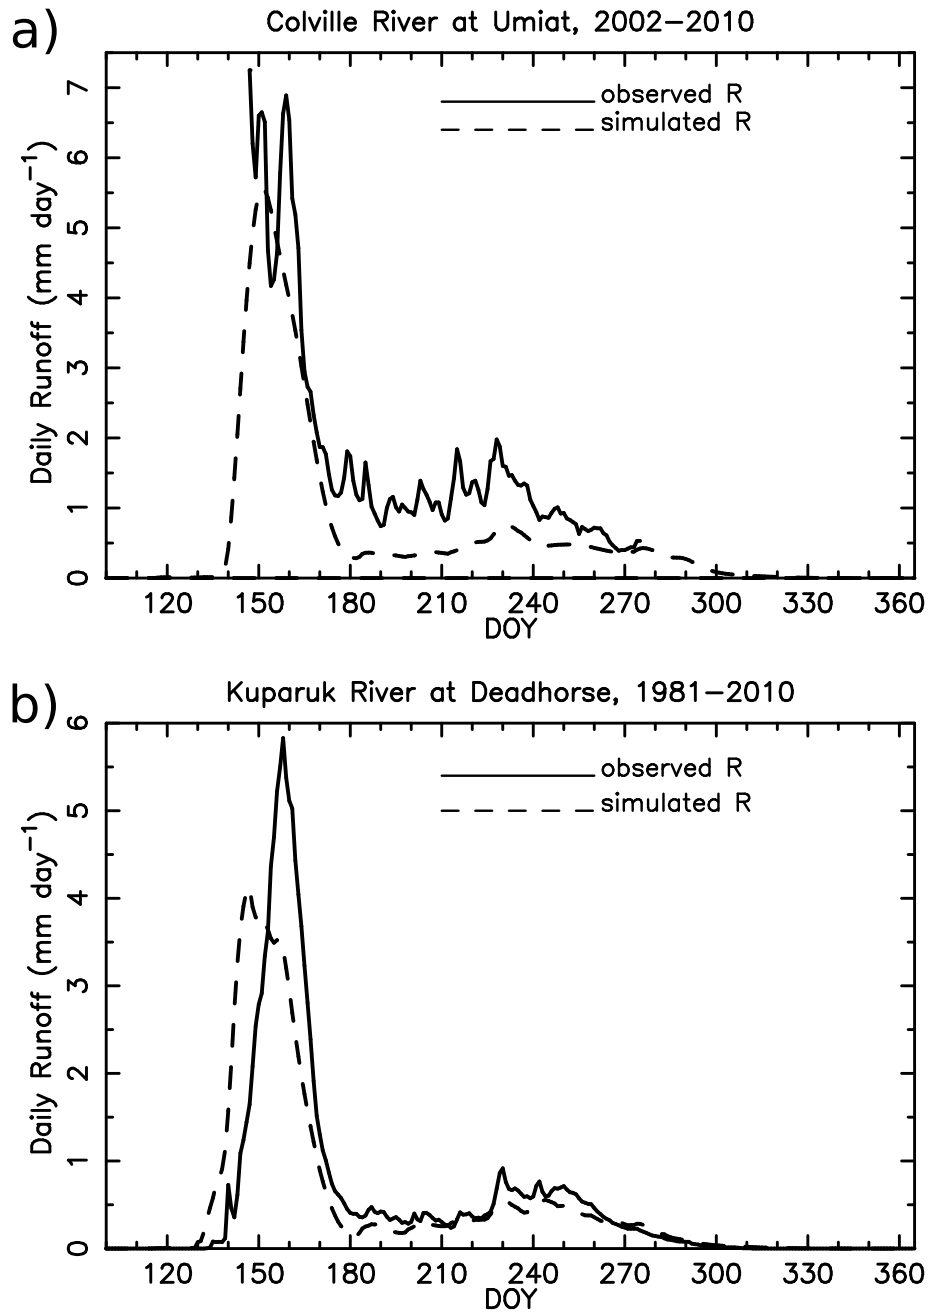 a)
Colville River at Umiat, 2002−2010
observed R
simulated R
Daily Runoff (mm day−1)
7
6
5
4
3
2
1
0
120 150 180 210 240 270 300 330 360
DOY
b)
Kuparuk River at Deadhorse, 1981−2010
observed R
simulated R
Daily Runoff (mm day−1)
6
5
4
3
2
1
0
120 150 180 210 240 270 300 330 360
DOY